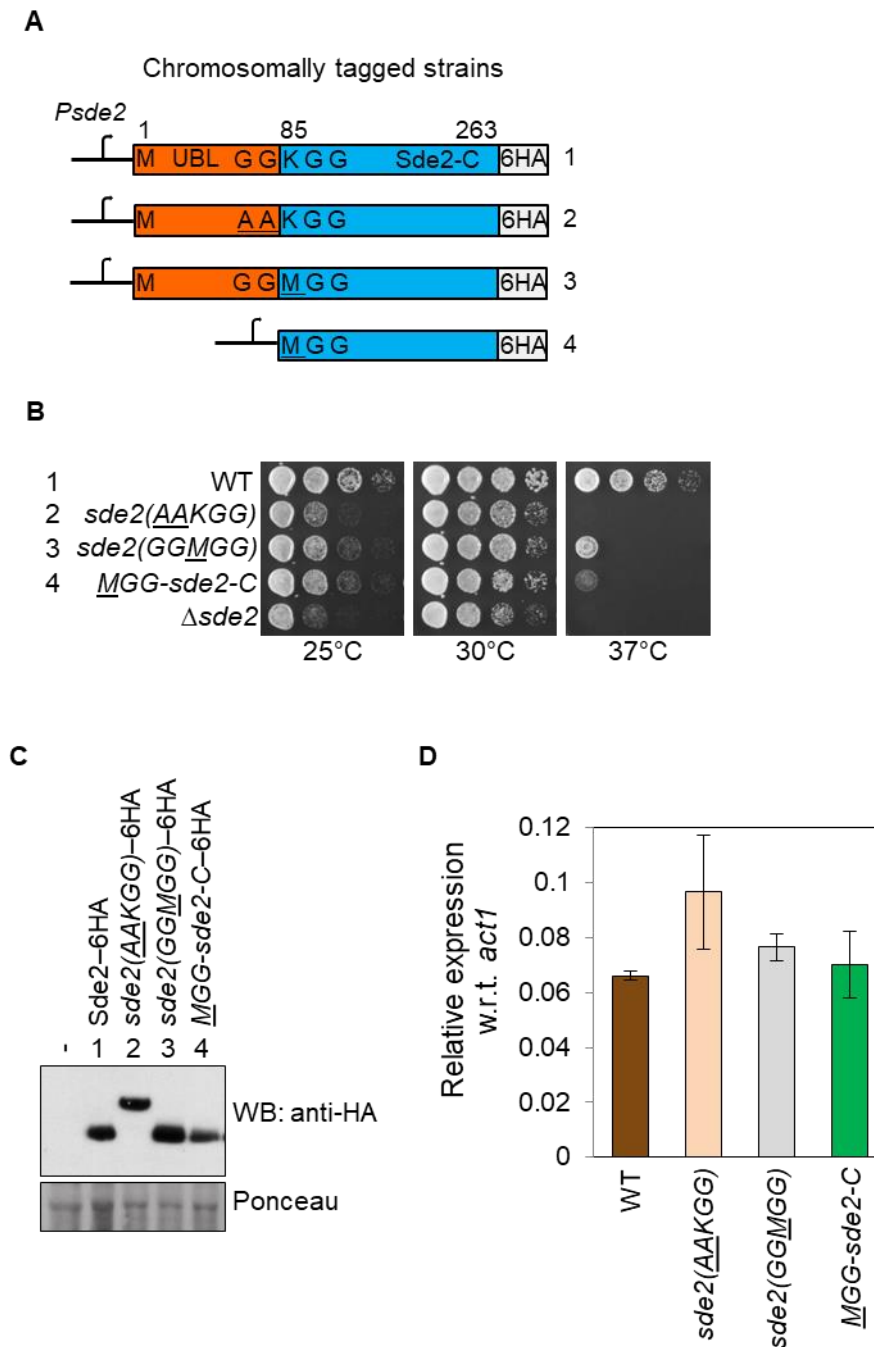 A
Chromosomally tagged strains
Psde2
1 85 263
M UBL G G K G G Sde2-C 6HA 1
M A A K G G 6HA 2
M G G M G G 6HA 3
M G G 6HA 4
B
1 WT
2 sde2(AAKGG)
3 sde2(GGMGG)
4 MGG-sde2-C
Δsde2
25°C 30°C 37°C
C
Sde2–6HA
sde2(AAKGG)–6HA
sde2(GGMGG)–6HA
MGG-sde2-C–6HA
- 1 2 3 4
WB: anti-HA
Ponceau
D
Relative expression
w.r.t. act1
0.12
0.1
0.08
0.06
0.04
0.02
0
WT
sde2(AAKGG)
sde2(GGMGG)
MGG-sde2-C